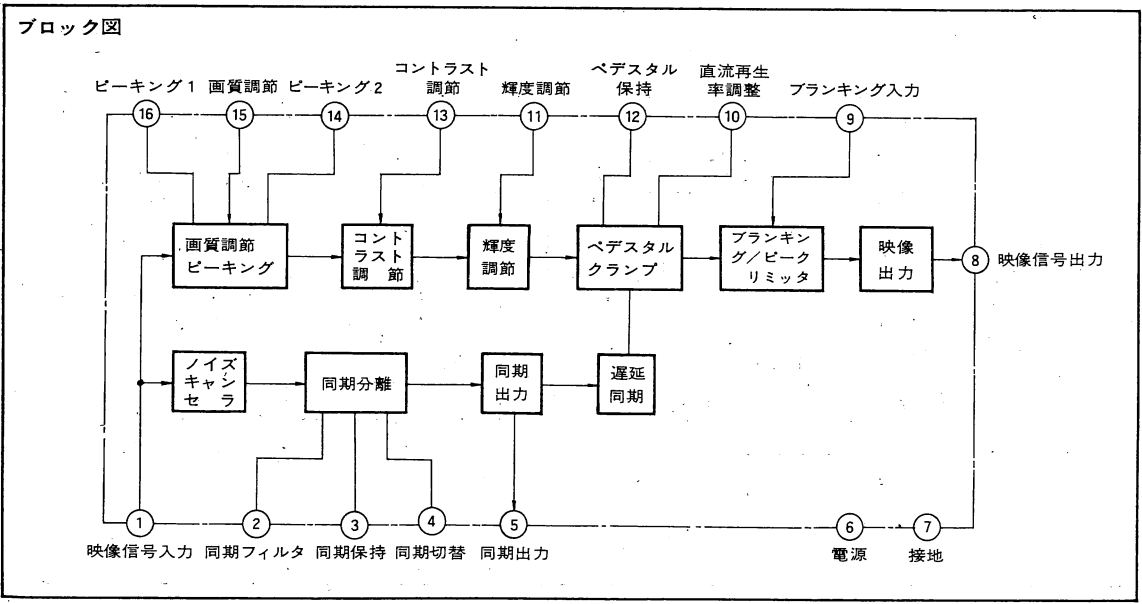 ブロック図
ピーキング1
画質調節
ピーキング2
コントラスト
調節
輝度調節
ペデスタル
保持
直流再生
率調整
ブランキング入力
16
15
14
13
11
12
10
9
画質調節
ピーキング
コント
ラスト
調節
輝度
調節
ペデスタル
クランプ
ブランキン
グ/ピーク
リミッタ
映像
出力
8
映像信号出力
ノイズ
キャン
セラ
同期分離
同期
出力
遅延
同期
1
2
3
4
5
6
7
映像信号入力
同期フィルタ
同期保持
同期切替
同期出力
電源
接地